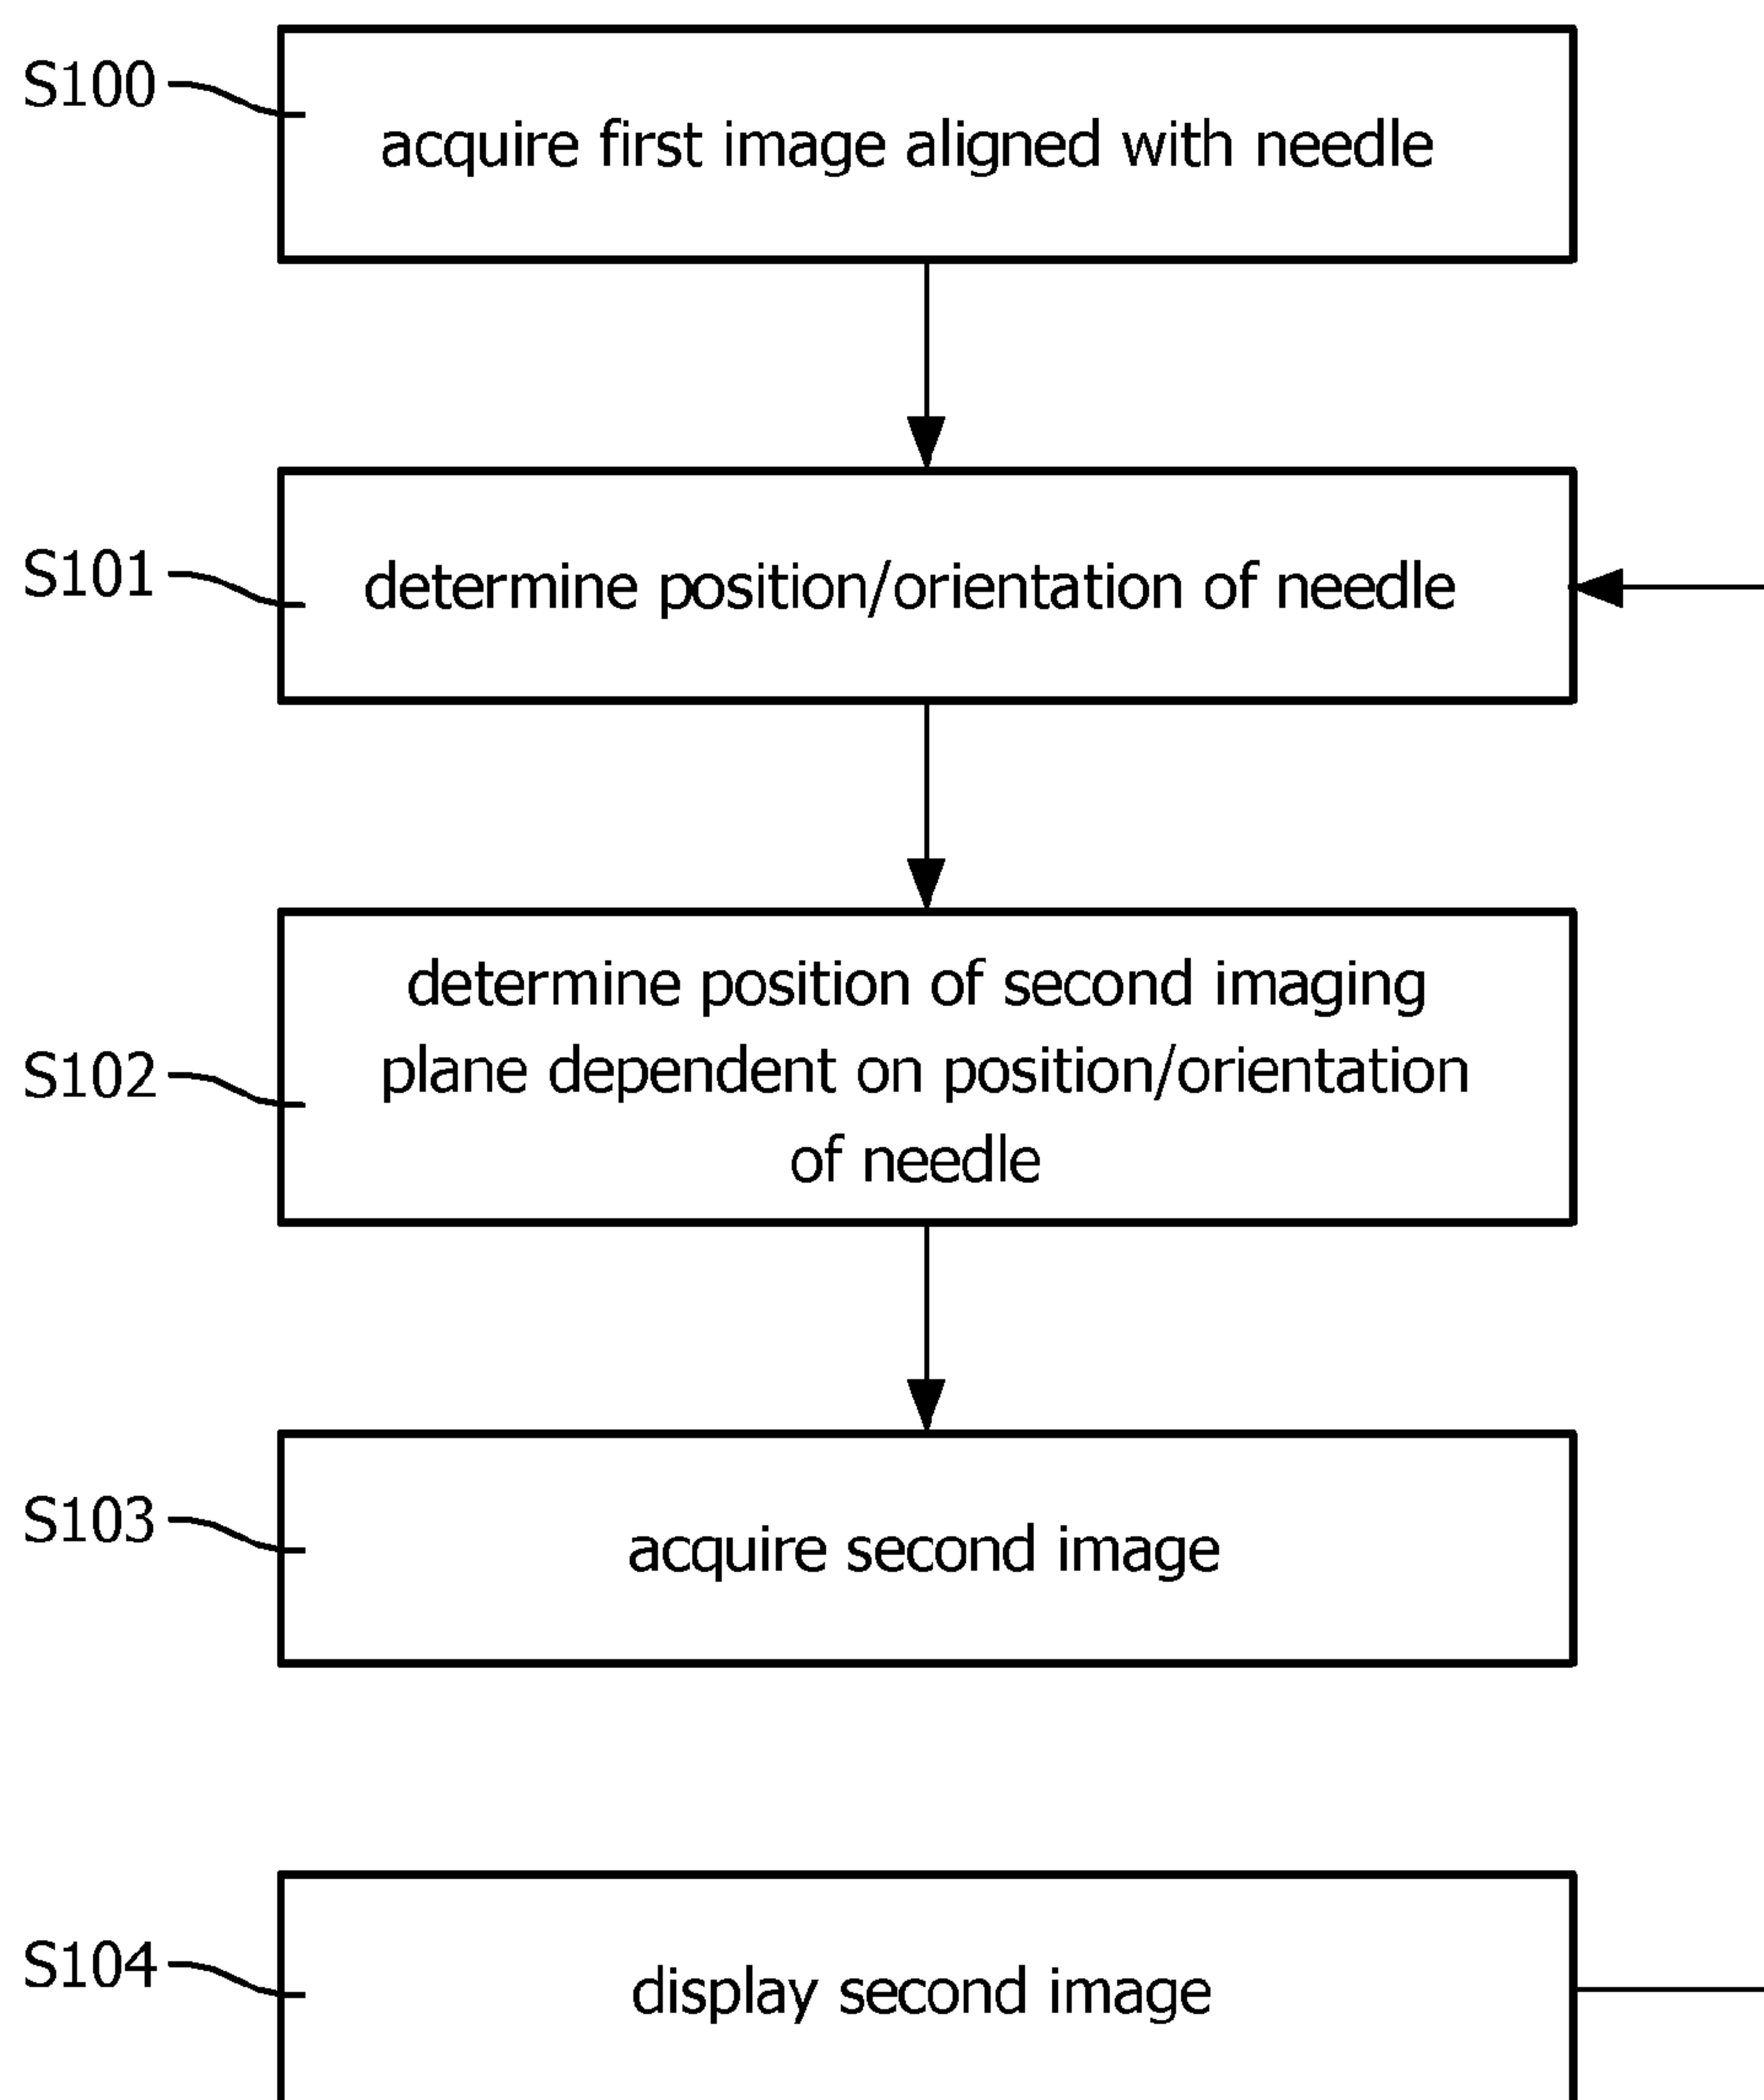 S100
acquire first image aligned with needle
S101
determine position/orientation of needle
S102
determine position of second imaging
plane dependent on position/orientation
of needle
S103
acquire second image
S104
display second image